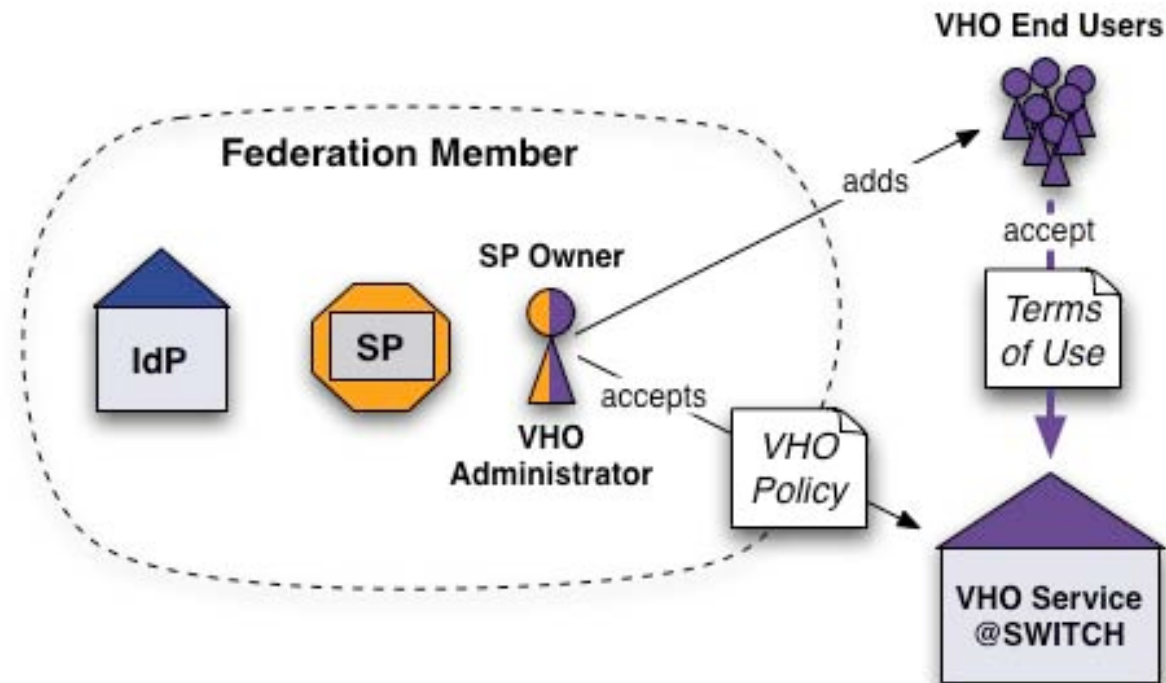 VHO End Users
Federation Member
adds
SP Owner
accept
Terms
of Use
IdP
SP
accepts
VHO
Administrator
VHO
Policy
VHO Service
@SWITCH